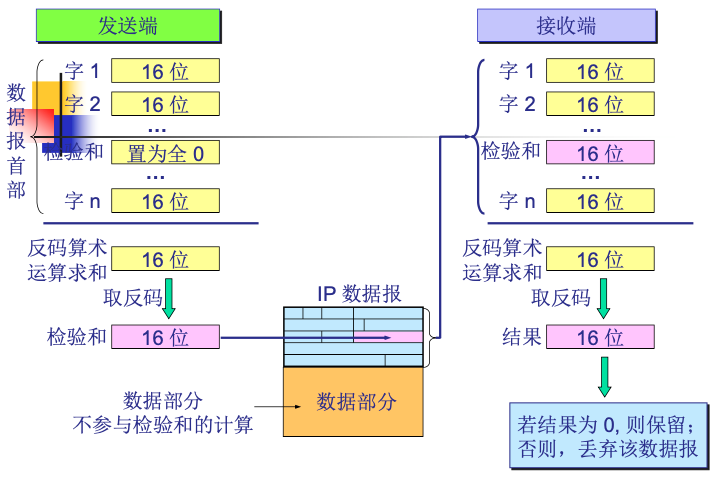 发送端
接收端
数据报首部
字 1
16 位
字 2
16 位
…
检验和
置为全 0
…
字 n
16 位
反码算术
运算求和
16 位
取反码
检验和
16 位
IP 数据报
数据部分
数据部分
不参与检验和的计算
字 1
16 位
字 2
16 位
…
检验和
16 位
…
字 n
16 位
反码算术
运算求和
16 位
取反码
结果
16 位
若结果为 0, 则保留；
否则，丢弃该数据报